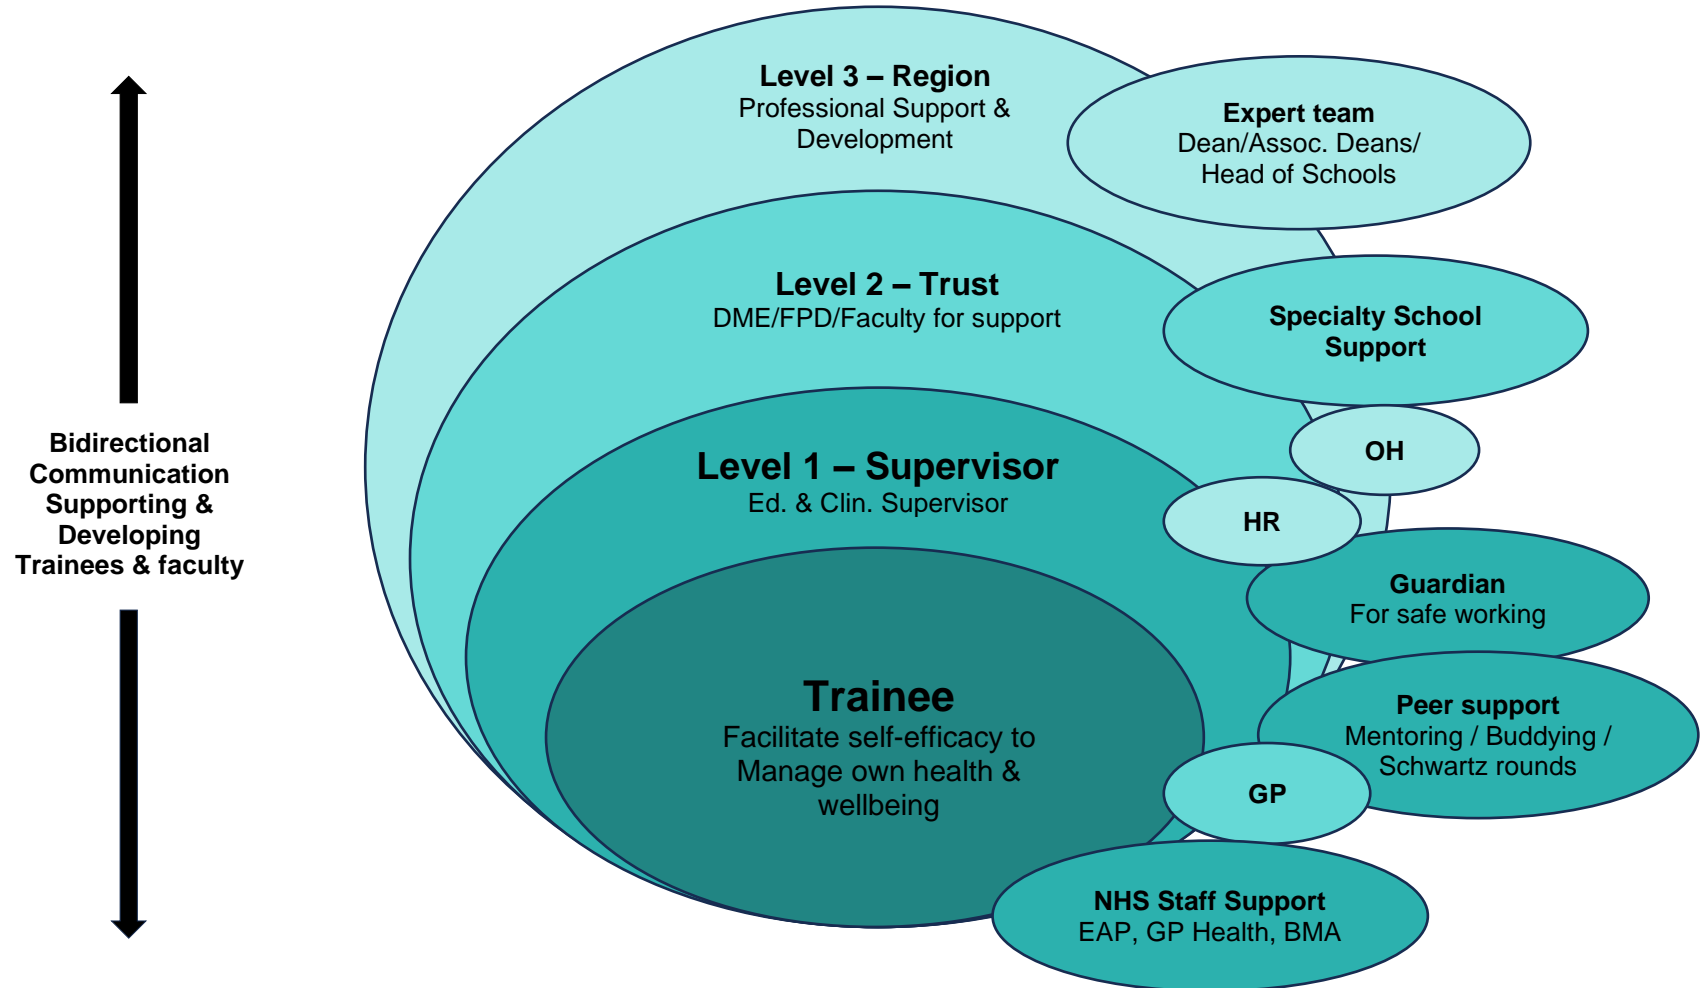 Level 3 – Region
Professional Support &
Development
Expert team
Dean/Assoc. Deans/
Head of Schools
Level 2 – Trust
DME/FPD/Faculty for support
Specialty School
Support
Bidirectional
Communication
Supporting &
Developing
Trainees & faculty
Level 1 – Supervisor
Ed. & Clin. Supervisor
OH
HR
Guardian
For safe working
Trainee
Facilitate self-efficacy to
Manage own health &
wellbeing
Peer support
Mentoring / Buddying /
Schwartz rounds
GP
NHS Staff Support
EAP, GP Health, BMA